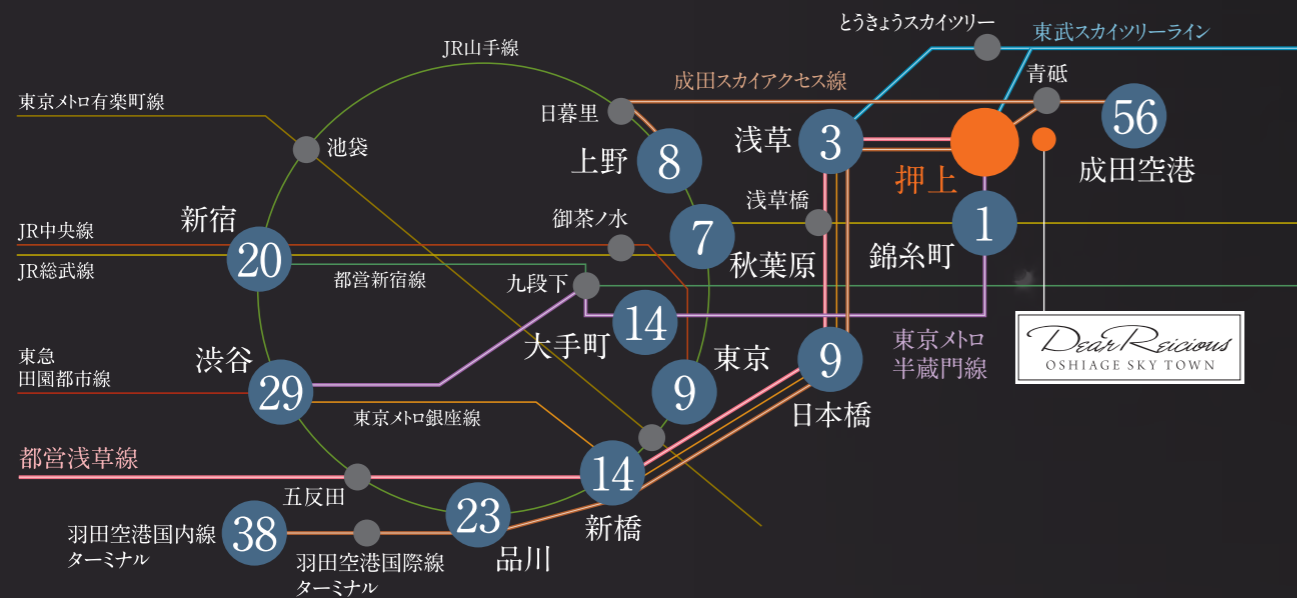 とうきょうスカイツリー
東武スカイツリーライン
JR山手線
成田スカイアクセス線
青砥
東京メトロ有楽町線
日暮里
56
池袋
浅草
3
上野
8
成田空港
押上
新宿
浅草橋
御茶ノ水
JR中央線
7
1
20
秋葉原
錦糸町
JR総武線
都営新宿線
九段下
14
大手町
東京メトロ
半蔵門線
Dear Reicious
OSHIAGE SKY TOWN
東急
田園都市線
渋谷
東京
9
29
9
東京メトロ銀座線
日本橋
都営浅草線
14
五反田
新橋
23
品川
羽田空港国内線
ターミナル
38
羽田空港国際線
ターミナル